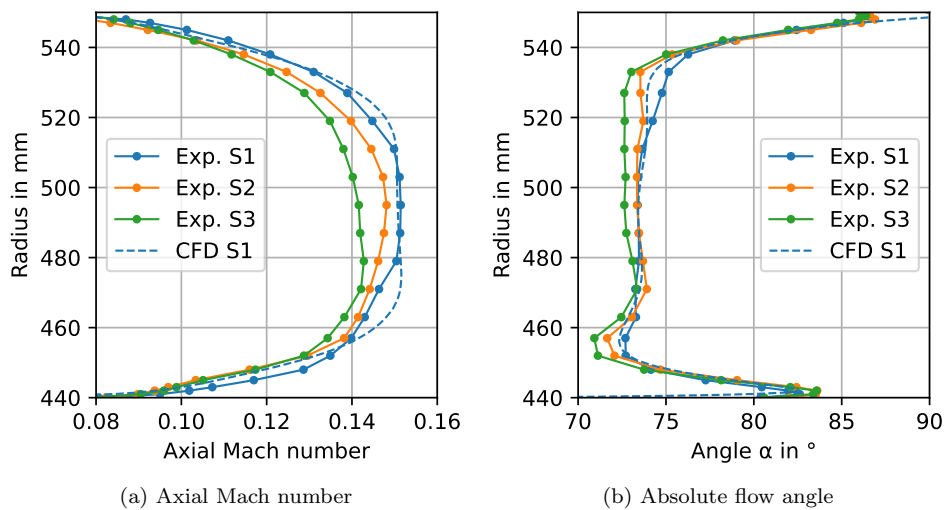 540
520
500
480
460
440
Radius in mm
Exp. S1
Exp. S2
Exp. S3
CFD S1
0.08 0.10 0.12 0.14 0.16
Axial Mach number
(a) Axial Mach number
540
520
500
480
460
440
Radius in mm
Exp. S1
Exp. S2
Exp. S3
CFD S1
70 75 80 85 90
Angle α in °
(b) Absolute flow angle